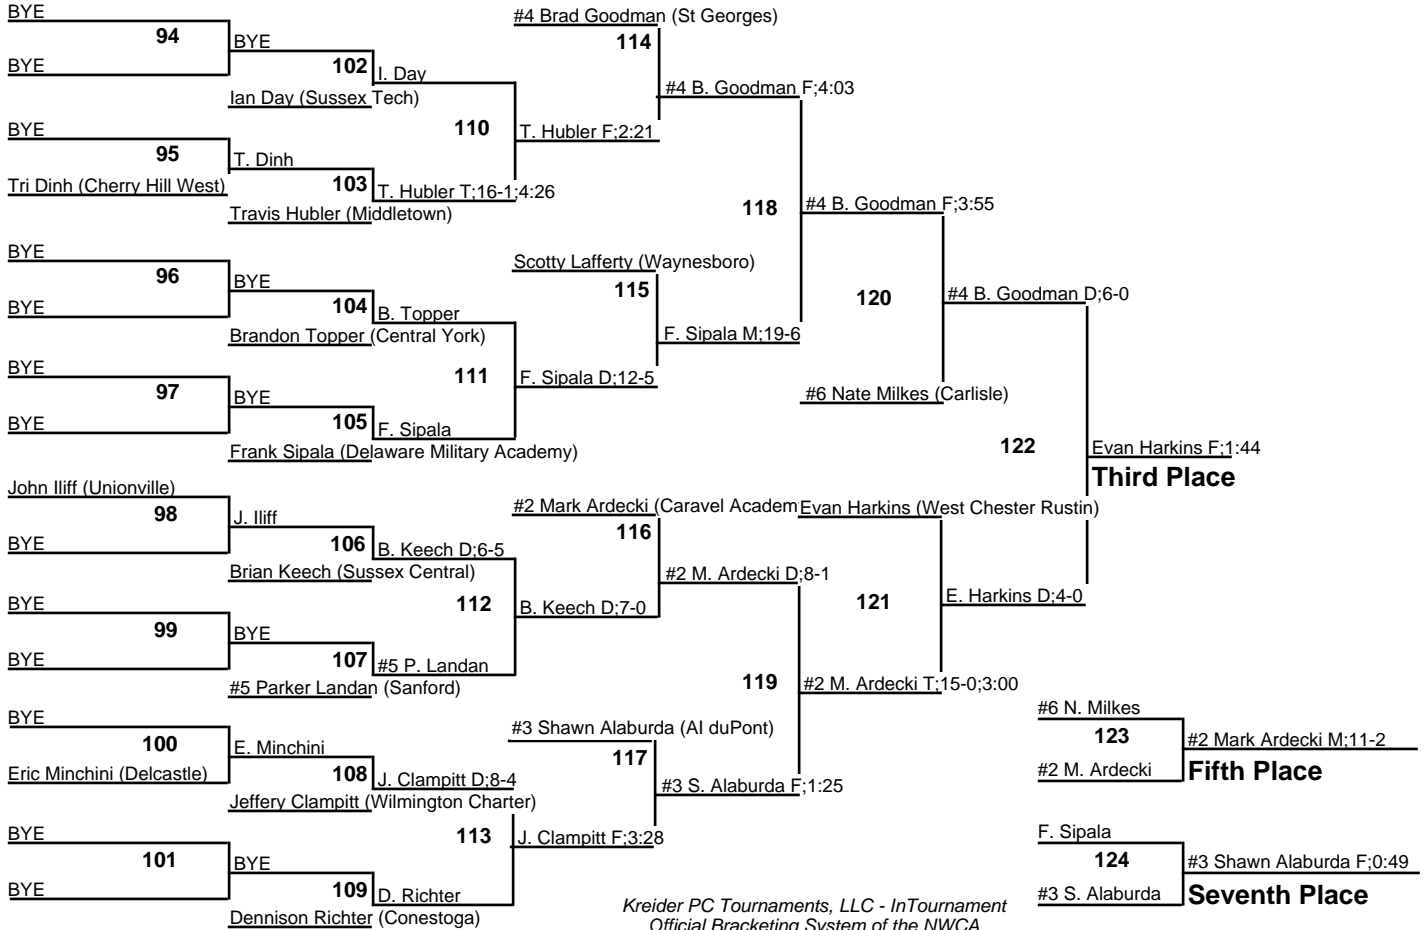 BYE
94
BYE
BYE
102
I. Day
Ian Day (Sussex Tech)
BYE
95
Tri Dinh (Cherry Hill West)
T. Dinh
103
T. Hubler T;16-1;4:26
Travis Hubler (Middletown)
110
T. Hubler F;2:21
#4 Brad Goodman (St Georges)
114
#4 B. Goodman F;4:03
BYE
96
BYE
BYE
104
B. Topper
Brandon Topper (Central York)
BYE
97
BYE
BYE
105
F. Sipala
Frank Sipala (Delaware Military Academy)
111
F. Sipala D;12-5
Scotty Lafferty (Waynesboro)
115
F. Sipala M;19-6
118
#4 B. Goodman F;3:55
120
#6 Nate Milkes (Carlisle)
#4 B. Goodman D;6-0
John Iliff (Unionville)
98
BYE
J. Iliff
106
B. Keech D;6-5
Brian Keech (Sussex Central)
BYE
99
BYE
BYE
107
#5 P. Landan
#5 Parker Landan (Sanford)
112
B. Keech D;7-0
#2 Mark Ardecki (Caravel Academ
116
#2 M. Ardecki D;8-1
BYE
100
Eric Minchini (Delcastle)
E. Minchini
108
J. Clampitt D;8-4
Jeffery Clampitt (Wilmington Charter)
BYE
101
BYE
BYE
109
D. Richter
Dennison Richter (Conestoga)
113
J. Clampitt F;3:28
#3 Shawn Alaburda (AI duPont)
117
#3 S. Alaburda F;1:25
119
#2 M. Ardecki T;15-0;3:00
Evan Harkins (West Chester Rustin)
121
E. Harkins D;4-0
122
Evan Harkins F;1:44
Third Place
#6 N. Milkes
123
#2 M. Ardecki
#2 Mark Ardecki M;11-2
Fifth Place
F. Sipala
124
#3 S. Alaburda
#3 Shawn Alaburda F;0:49
Seventh Place
Kreider PC Tournaments, LLC - InTournament
Official Bracketing System of the NWCA